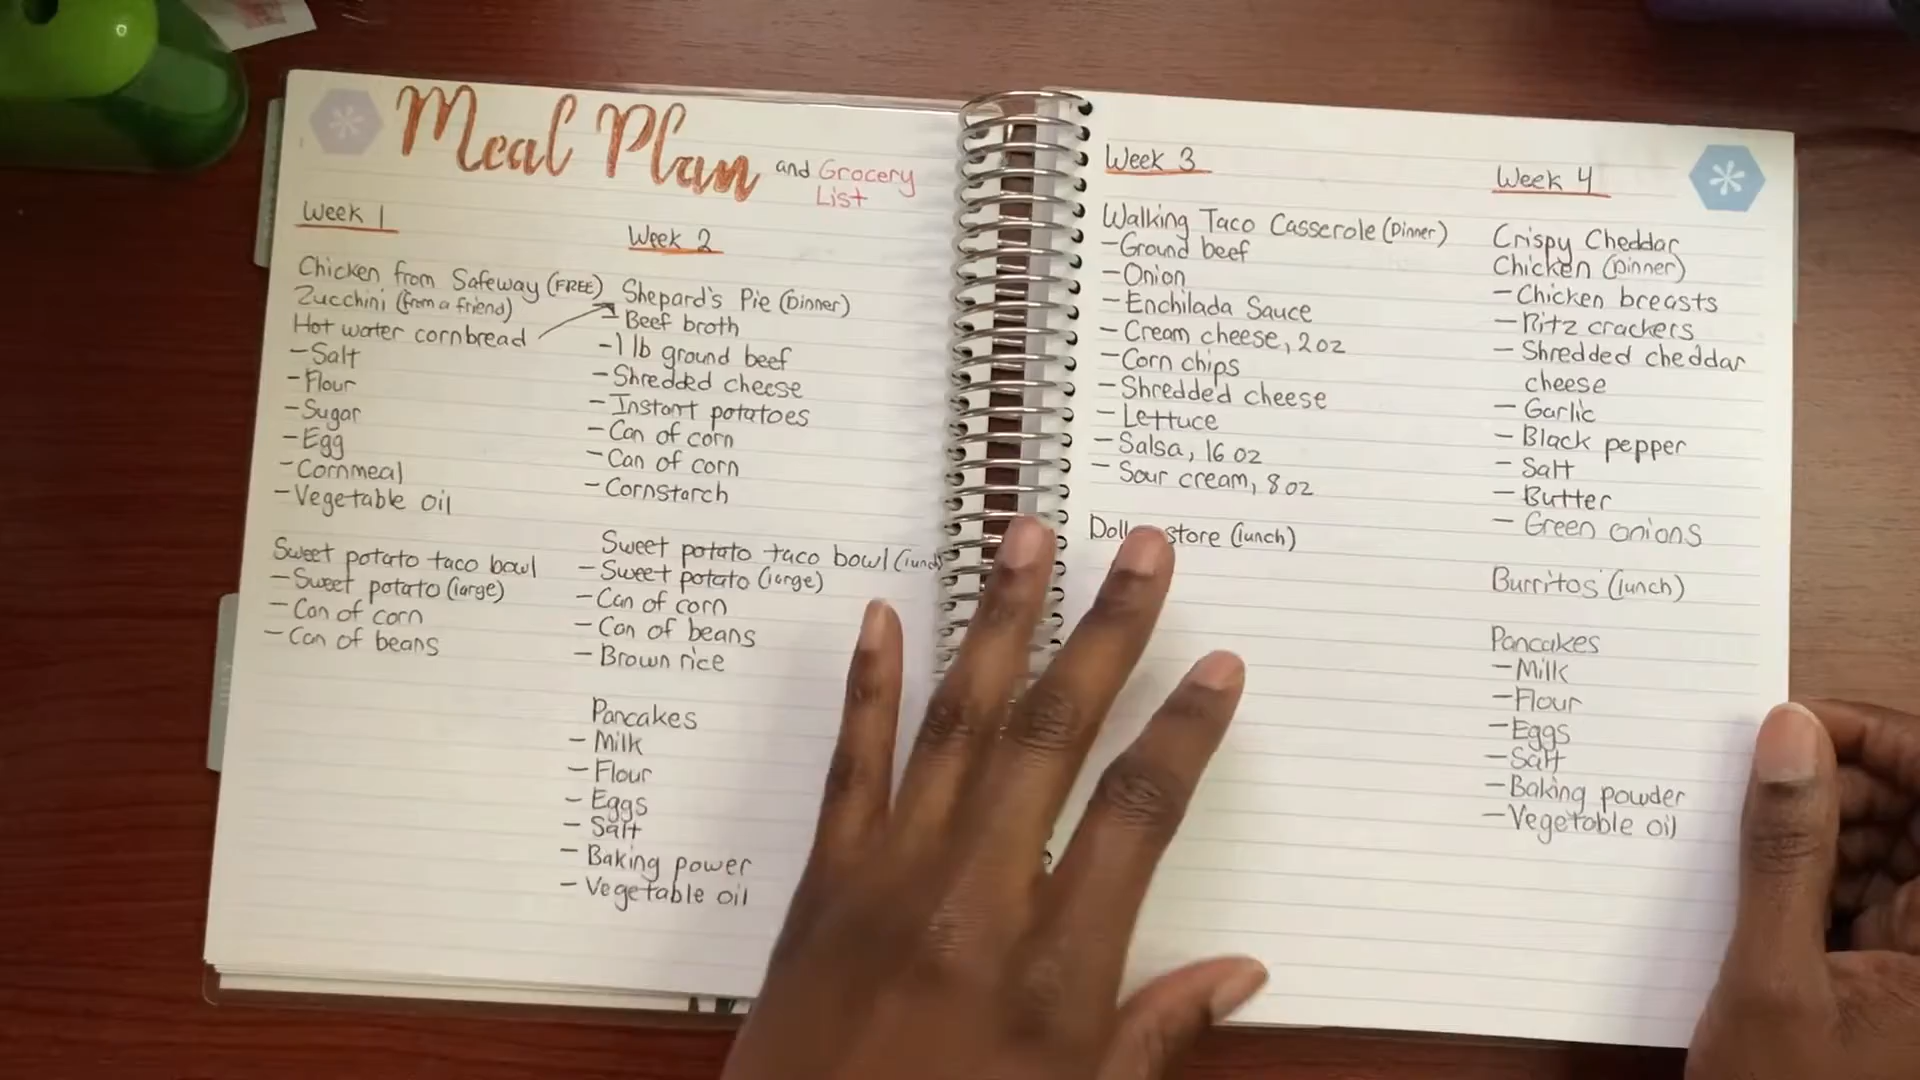 Meal Plan and Grocery
List
Week 1
Chicken from Safeway (FREE)
Zucchini (from a friend)
Hot water cornbread
- Salt
- Flour
- Sugar
- Egg
- Cornmeal
- Vegetable oil
Sweet potato taco bowl
- Sweet potato (large)
- Can of corn
- Can of beans
Week 2
Shepard's Pie (Dinner)
- Beef broth
- 1 lb ground beef
- Shredded cheese
- Instant potatoes
- Can of corn
- Can of corn
- Cornstarch
Sweet potato taco bowl (lunch)
- Sweet potato (large)
- Can of corn
- Can of beans
- Brown rice
Pancakes
- Milk
- Flour
- Eggs
- Salt
- Baking power
- Vegetable oil
Week 3
Walking Taco Casserole (Dinner)
- Ground beef
- Onion
- Enchilada Sauce
- Cream cheese, 2oz
- Corn chips
- Shredded cheese
- Lettuce
- Salsa, 16 oz
- Sour cream, 8oz
store (lunch)
Week 4
Crispy Cheddar
Chicken (Dinner)
- Chicken breasts
- Ritz crackers
- Shredded cheddar
cheese
- Garlic
- Black pepper
- Salt
- Butter
- Green onions
Burritos (lunch)
Pancakes
- Milk
- Flour
- Eggs
- Salt
- Baking powder
- Vegetable oil